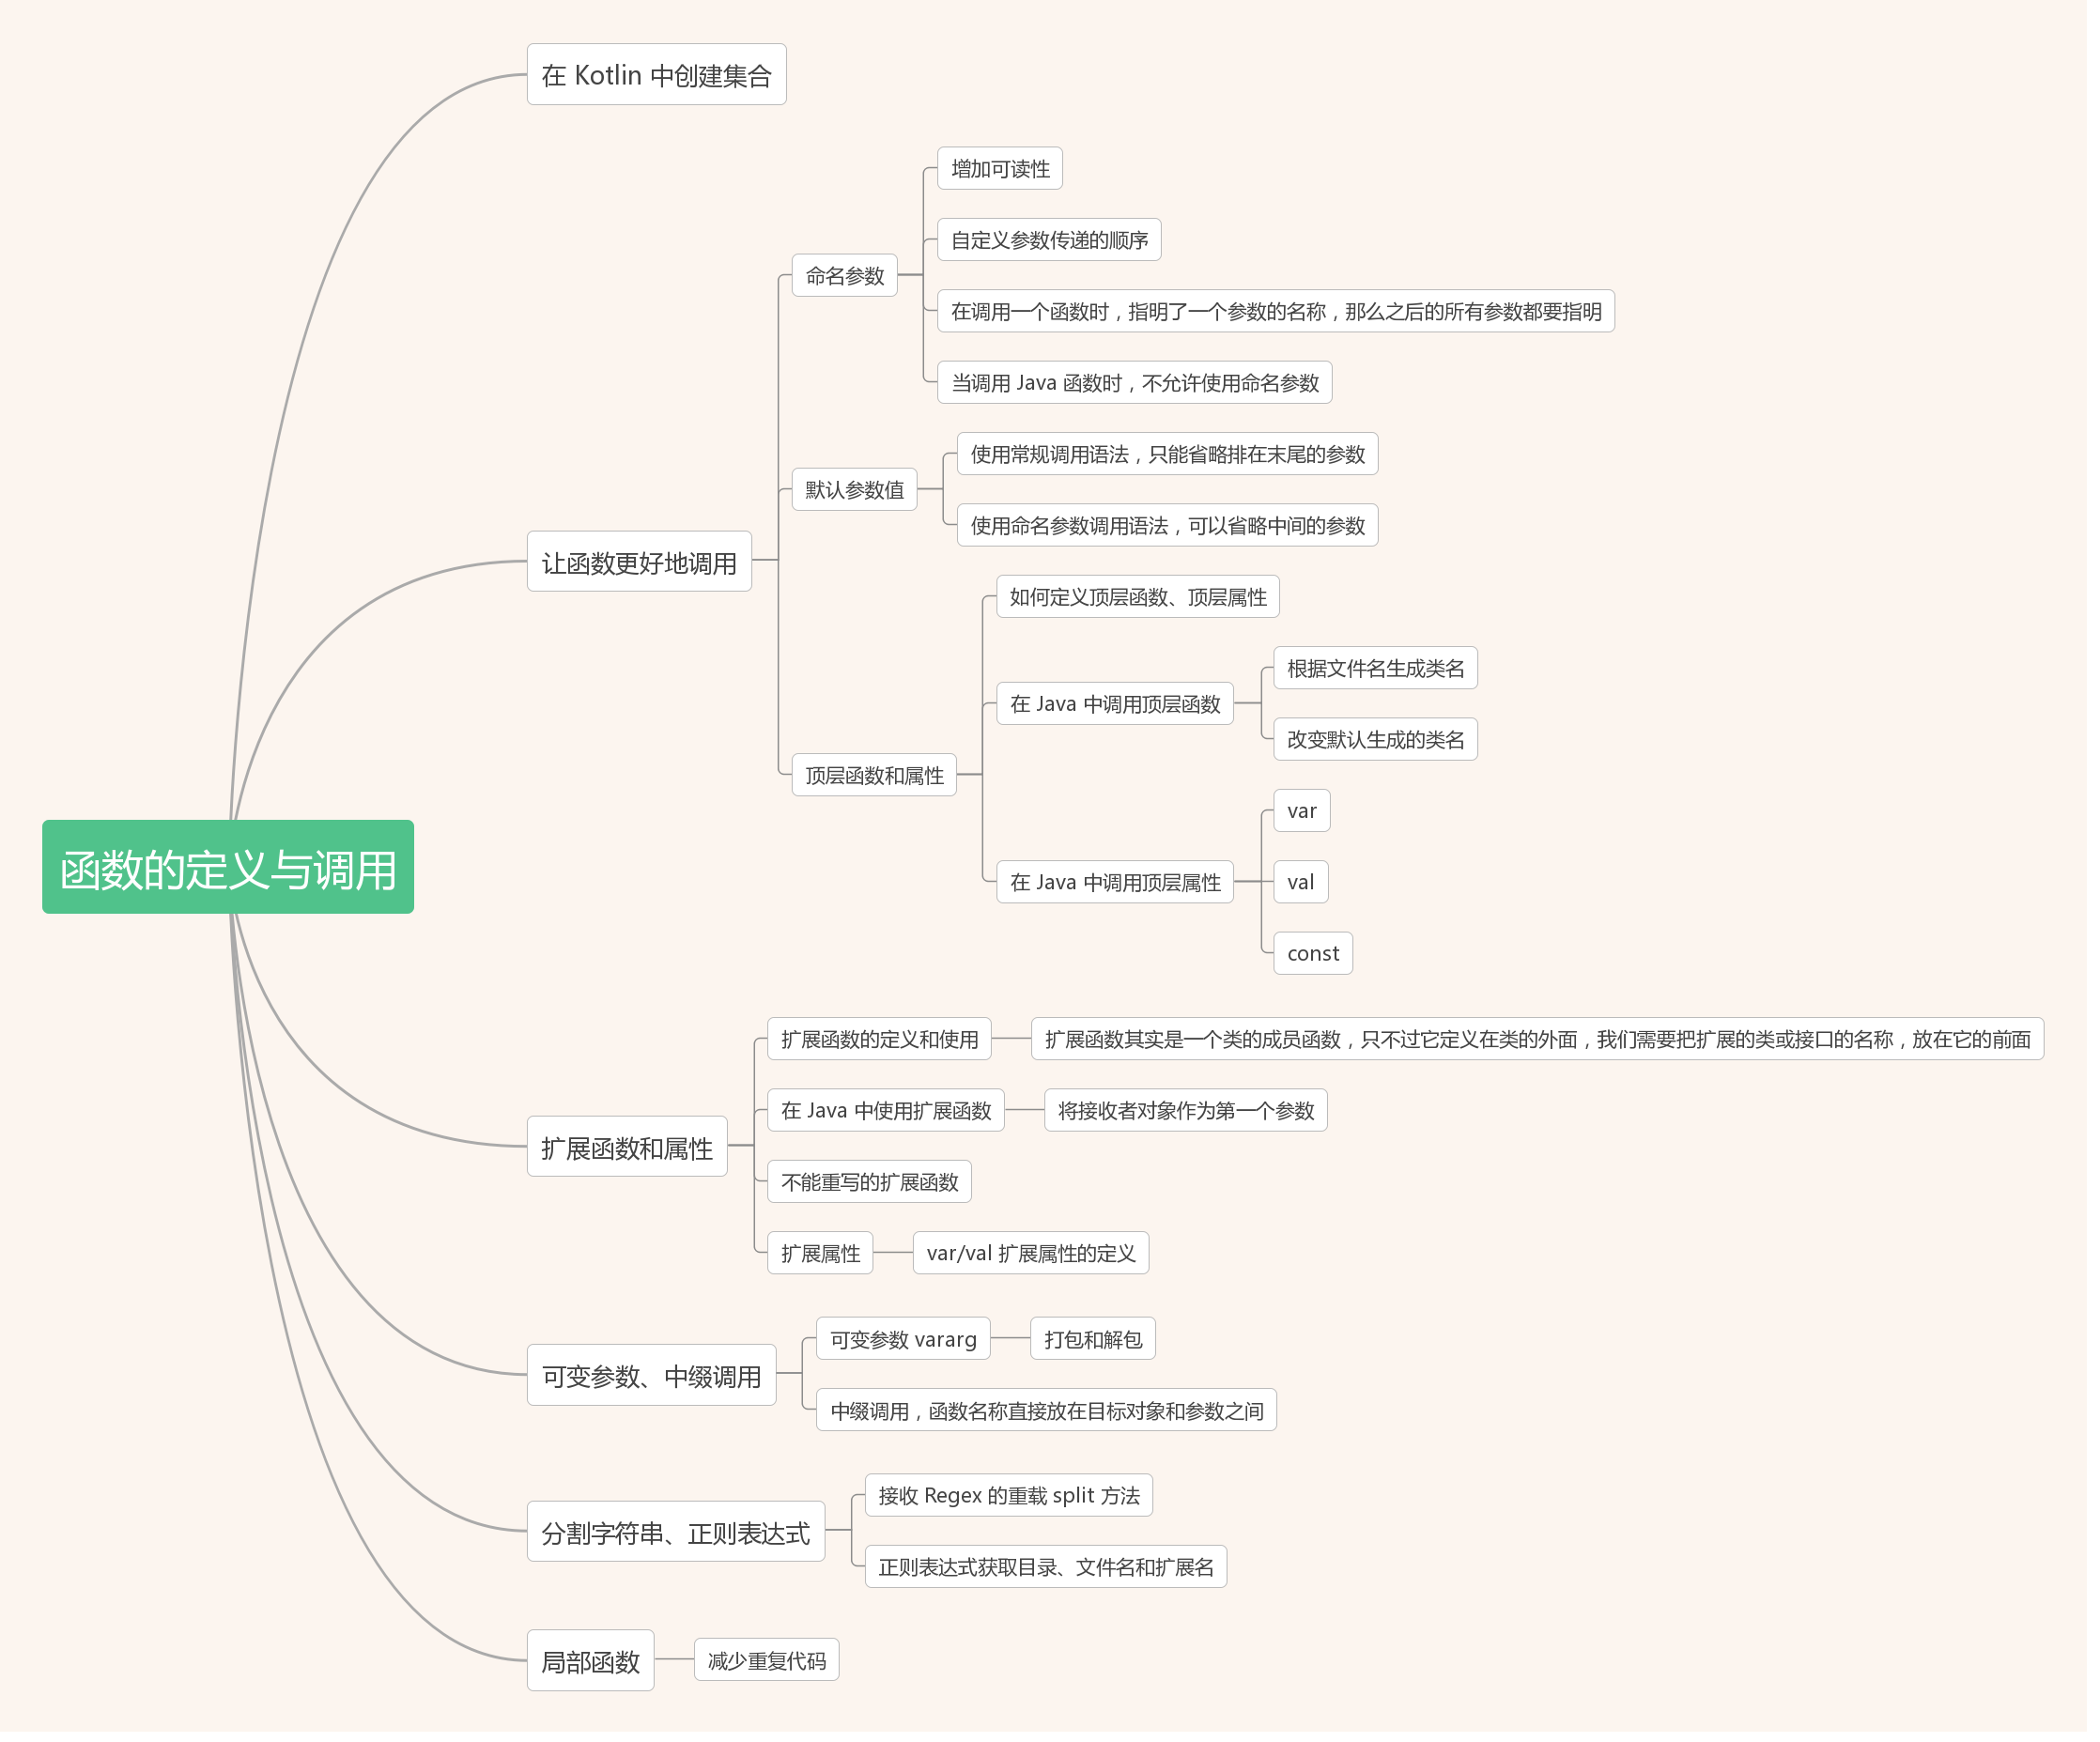 函数的定义与调用
在 Kotlin 中创建集合
让函数更好地调用
命名参数
增加可读性
自定义参数传递的顺序
在调用一个函数时，指明了一个参数的名称，那么之后的所有参数都要指明
当调用 Java 函数时，不允许使用命名参数
默认参数值
使用常规调用语法，只能省略排在末尾的参数
使用命名参数调用语法，可以省略中间的参数
顶层函数和属性
如何定义顶层函数、顶层属性
在 Java 中调用顶层函数
根据文件名生成类名
改变默认生成的类名
在 Java 中调用顶层属性
var
val
const
扩展函数和属性
扩展函数的定义和使用
扩展函数其实是一个类的成员函数，只不过它定义在类的外面，我们需要把扩展的类或接口的名称，放在它的前面
在 Java 中使用扩展函数
将接收者对象作为第一个参数
不能重写的扩展函数
扩展属性
var/val 扩展属性的定义
可变参数、中缀调用
可变参数 vararg
打包和解包
中缀调用，函数名称直接放在目标对象和参数之间
分割字符串、正则表达式
接收 Regex 的重载 split 方法
正则表达式获取目录、文件名和扩展名
局部函数
减少重复代码